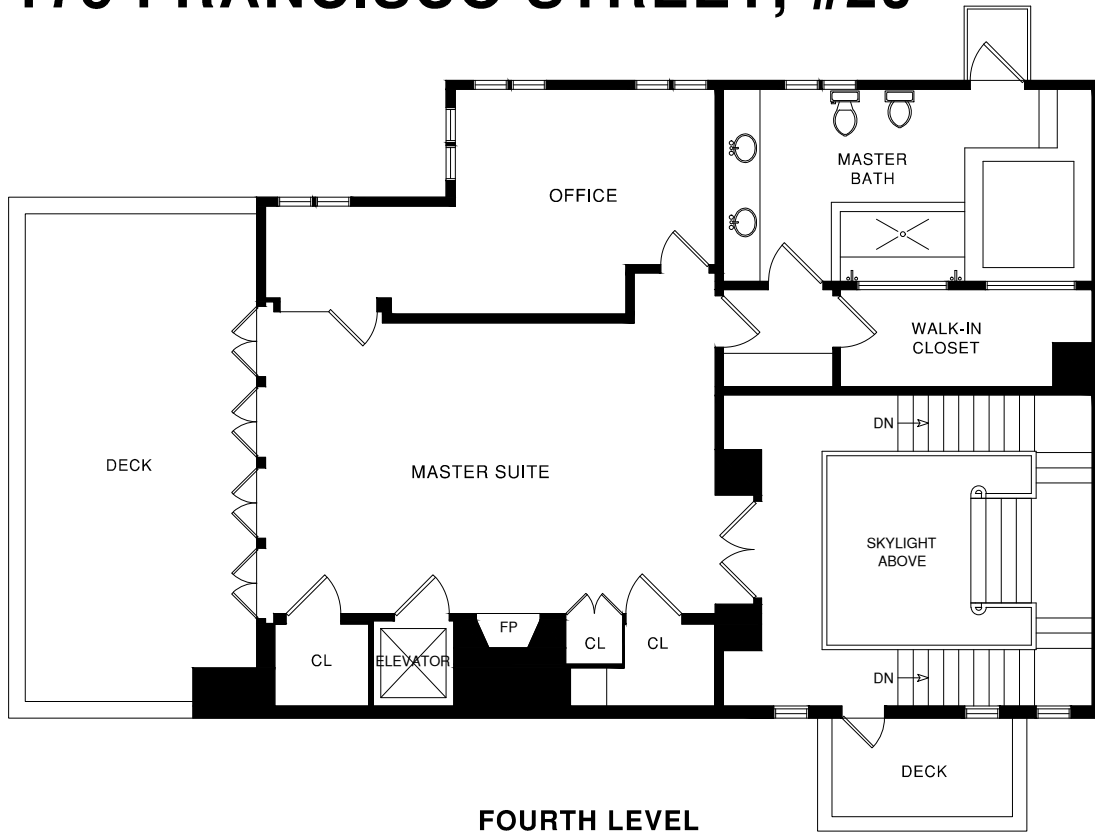 FRANCISCO STREET,
OFFICE
MASTER
BATH
WALK-IN
CLOSET
DN
DECK
MASTER SUITE
SKYLIGHT
ABOVE
FP
CL
ELEVATOR
CL
CL
DN
DECK
FOURTH LEVEL